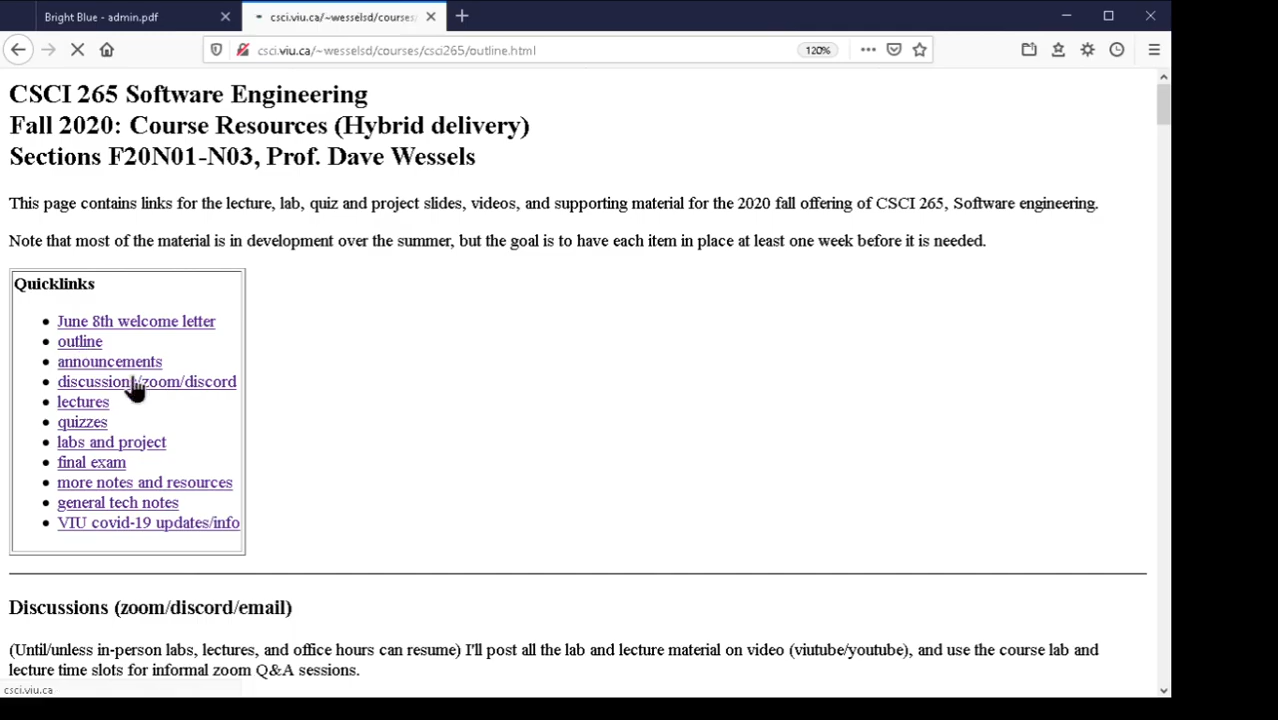 Bright Blue - admin.pdf
csci.viu.ca/~wesselsd/courses/
csci.viu.ca/~wesselsd/courses/csci265/outline.html
120%
CSCI 265 Software Engineering
Fall 2020: Course Resources (Hybrid delivery)
Sections F20N01-N03, Prof. Dave Wessels
This page contains links for the lecture, lab, quiz and project slides, videos, and supporting material for the 2020 fall offering of CSCI 265, Software engineering.
Note that most of the material is in development over the summer, but the goal is to have each item in place at least one week before it is needed.
Quicklinks
June 8th welcome letter
outline
announcements
discussions/zoom/discord
lectures
quizzes
labs and project
final exam
more notes and resources
general tech notes
VIU covid-19 updates/info
Discussions (zoom/discord/email)
(Until/unless in-person labs, lectures, and office hours can resume) I'll post all the lab and lecture material on video (viutube/youtube), and use the course lab and
lecture time slots for informal zoom Q&A sessions.
csci.viu.ca